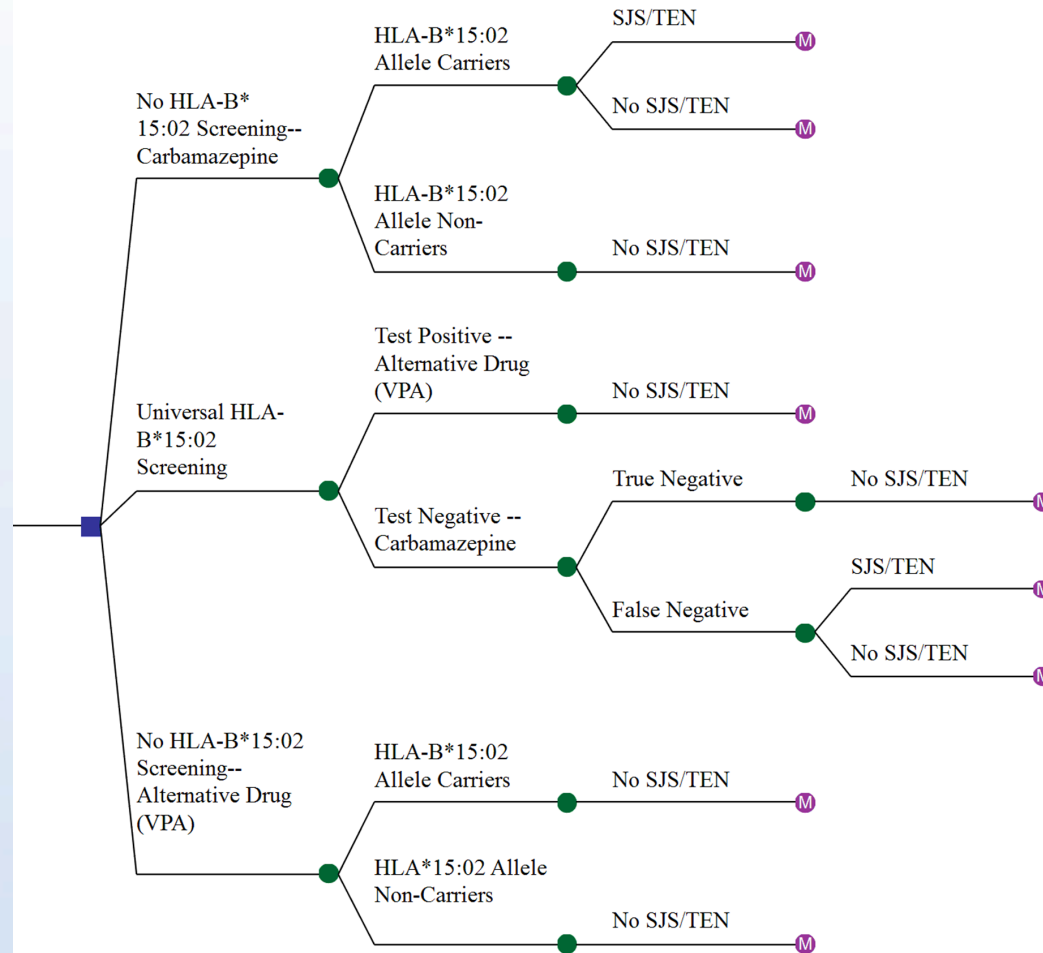 SJS/TEN
HLA-B*15:02
Allele Carriers
M
No HLA-B*
15:02 Screening--
Carbamazepine
No SJS/TEN
M
HLA-B*15:02
Allele Non-
Carriers
No SJS/TEN
M
Test Positive --
Alternative Drug
(VPA)
No SJS/TEN
M
Universal HLA-
B*15:02
Screening
True Negative
No SJS/TEN
M
Test Negative --
Carbamazepine
SJS/TEN
M
False Negative
No SJS/TEN
M
No HLA-B*15:02
Screening--
Alternative Drug
(VPA)
HLA-B*15:02
Allele Carriers
No SJS/TEN
M
HLA*15:02 Allele
Non-Carriers
No SJS/TEN
M